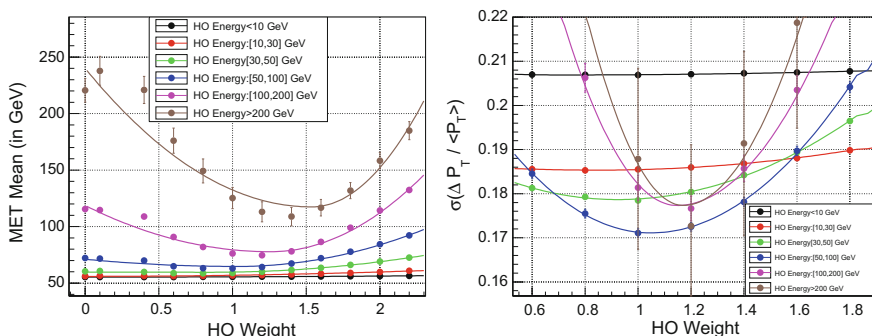 MET Mean (in GeV)
250
200
150
100
50
0
0.5
1
1.5
2
HO Weight
HO Energy<10 GeV
HO Energy:[10,30] GeV
HO Energy[30,50] GeV
HO Energy:[50,100] GeV
HO Energy:[100,200] GeV
HO Energy>200 GeV
σ(Δ P_T / <P_T>)
0.22
0.21
0.2
0.19
0.18
0.17
0.16
0.6
0.8
1
1.2
1.4
1.6
1.8
HO Weight
HO Energy<10 GeV
HO Energy:[10,30] GeV
HO Energy[30,50] GeV
HO Energy:[50,100] GeV
HO Energy:[100,200] GeV
HO Energy>200 GeV